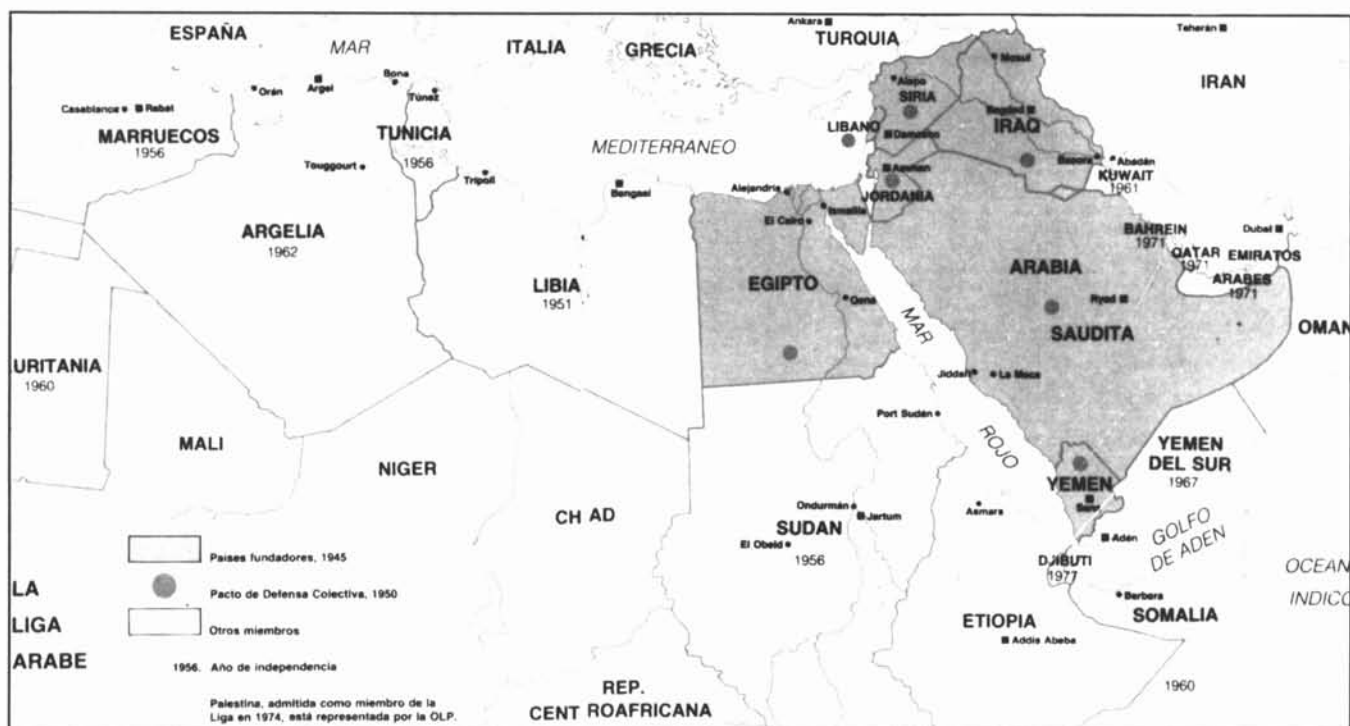 ESPAÑA
MAR
ITALIA
GRECIA
Ankara
TURQUIA
Teherán
IRAN
Casablanca
Rabat
Orán
Argel
Bona
Túnez
MARRUECOS
1956
TUNICIA
1956
Touggourt
Trípoli
MEDITERRANEO
Bengasi
Alepo
SIRIA
Mosul
Bagdad
IRAQ
LIBANO
Damasco
Basora
Abadán
KUWAIT
1961
Amman
JORDANIA
Alejandría
Ismailia
El Cairo
ARGELIA
1962
LIBIA
1951
EGIPTO
Qena
BAHREIN
1971
QATAR
1971
Dubai
EMIRATOS
ARABES
1971
ARABIA
SAUDITA
Ryad
OMAN
MAR
ROJO
Jiddah
La Meca
URITANIA
1960
MALI
NIGER
CHAD
Port Sudán
Ondurmán
Jartum
SUDAN
1956
El Obeid
Asmara
YEMEN
YEMEN
DEL SUR
1967
Adén
GOLFO
DE ADEN
DJIBUTI
1977
Berbera
SOMALIA
1960
ETIOPIA
Addis Abeba
OCEAN
INDICO
REP.
CENTROAFRICANA
LA
LIGA
ARABE
Países fundadores, 1945
Pacto de Defensa Colectiva, 1950
Otros miembros
1956. Año de independencia
Palestina, admitida como miembro de la
Liga en 1974, está representada por la OLP.